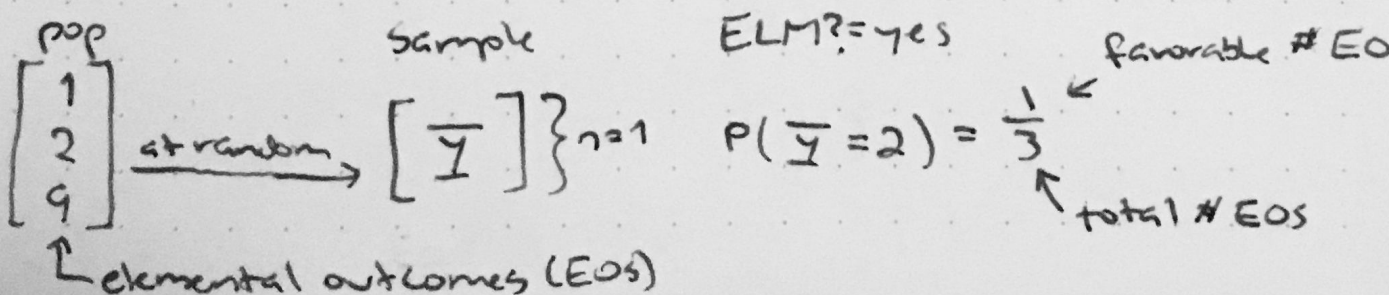 pop
sample
ELM?=yes
favorable # EO
[1
2
9]
at random
[Y] } n=1
P(Y=2) = 1/3
total # EOS
elemental outcomes (EOS)